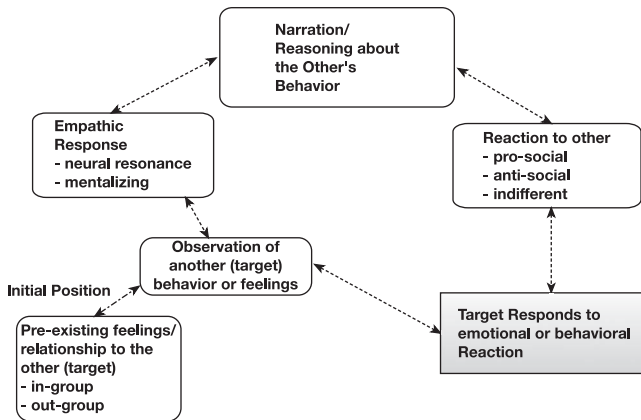 Narration/
Reasoning about
the Other's
Behavior
Empathic
Response
- neural resonance
- mentalizing
Reaction to other
- pro-social
- anti-social
- indifferent
Observation of
another (target)
behavior or feelings
Initial Position
Pre-existing feelings/
relationship to the
other (target)
- in-group
- out-group
Target Responds to
emotional or behavioral
Reaction